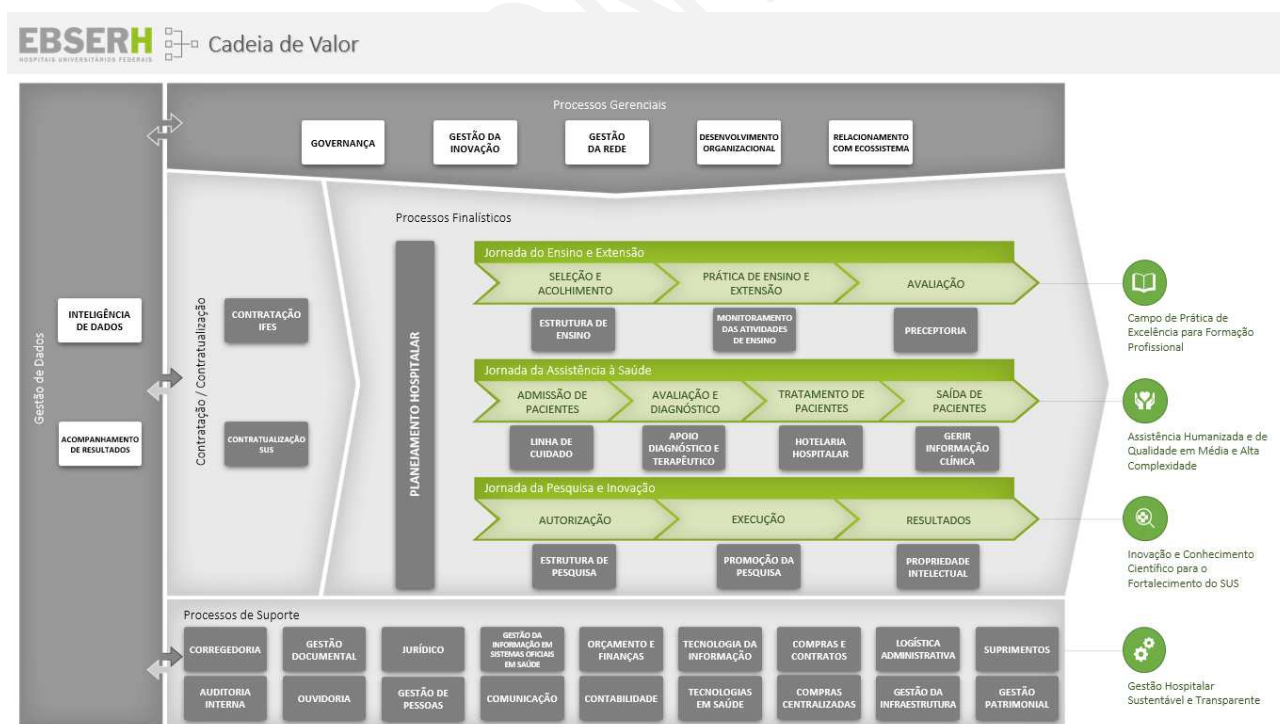 EBSERH
HOSPITAIS UNIVERSITÁRIOS FEDERAIS
Cadeia de Valor
Processos Gerenciais
GOVERNANÇA
GESTÃO DA
INOVAÇÃO
GESTÃO
DA REDE
DESENVOLVIMENTO
ORGANIZACIONAL
RELACIONAMENTO
COM ECOSSISTEMA
Gestão de Dados
INTELIGÊNCIA
DE DADOS
ACOMPANHAMENTO
DE RESULTADOS
Contratação / Contratualização
CONTRATAÇÃO
IFES
CONTRATUALIZAÇÃO
SUS
Processos Finalísticos
PLANEJAMENTO HOSPITALAR
Jornada do Ensino e Extensão
SELEÇÃO E
ACOLHIMENTO
PRÁTICA DE ENSINO E
EXTENSÃO
AVALIAÇÃO
ESTRUTURA DE
ENSINO
MONITORAMENTO
DAS ATIVIDADES
DE ENSINO
PRECEPTORIA
Jornada da Assistência à Saúde
ADMISSÃO DE
PACIENTES
AVALIAÇÃO E
DIAGNÓSTICO
TRATAMENTO DE
PACIENTES
SAÍDA DE
PACIENTES
LINHA DE
CUIDADO
APOIO
DIAGNÓSTICO E
TERAPÊUTICO
HOTELARIA
HOSPITALAR
GERIR
INFORMAÇÃO
CLÍNICA
Jornada da Pesquisa e Inovação
AUTORIZAÇÃO
EXECUÇÃO
RESULTADOS
ESTRUTURA DE
PESQUISA
PROMOÇÃO DA
PESQUISA
PROPRIEDADE
INTELECTUAL
Campo de Prática de
Excelência para Formação
Profissional
Assistência Humanizada e de
Qualidade em Média e Alta
Complexidade
Inovação e Conhecimento
Científico para o
Fortalecimento do SUS
Gestão Hospitalar
Sustentável e Transparente
Processos de Suporte
CORREGEDORIA
GESTÃO
DOCUMENTAL
JURÍDICO
GESTÃO DA
INFORMAÇÃO EM
SISTEMAS OFICIAIS
EM SAÚDE
ORÇAMENTO E
FINANÇAS
TECNOLOGIA DA
INFORMAÇÃO
COMPRAS E
CONTRATOS
LOGÍSTICA
ADMINISTRATIVA
SUPRIMENTOS
AUDITORIA
INTERNA
OUVIDORIA
GESTÃO DE
PESSOAS
COMUNICAÇÃO
CONTABILIDADE
TECNOLOGIAS
EM SAÚDE
COMPRAS
CENTRALIZADAS
GESTÃO DA
INFRAESTRUTURA
GESTÃO
PATRIMONIAL